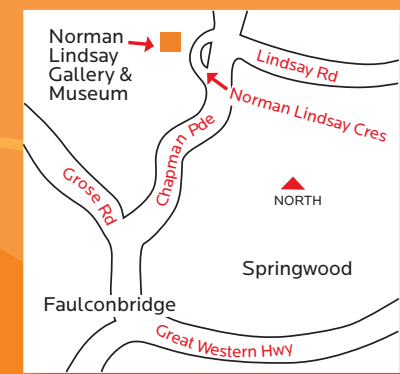 Norman
Lindsay
Gallery &
Museum
Lindsay Rd
Norman Lindsay Cres
Chapman Pde
Grose Rd
NORTH
Springwood
Faulconbridge
Great Western Hwy